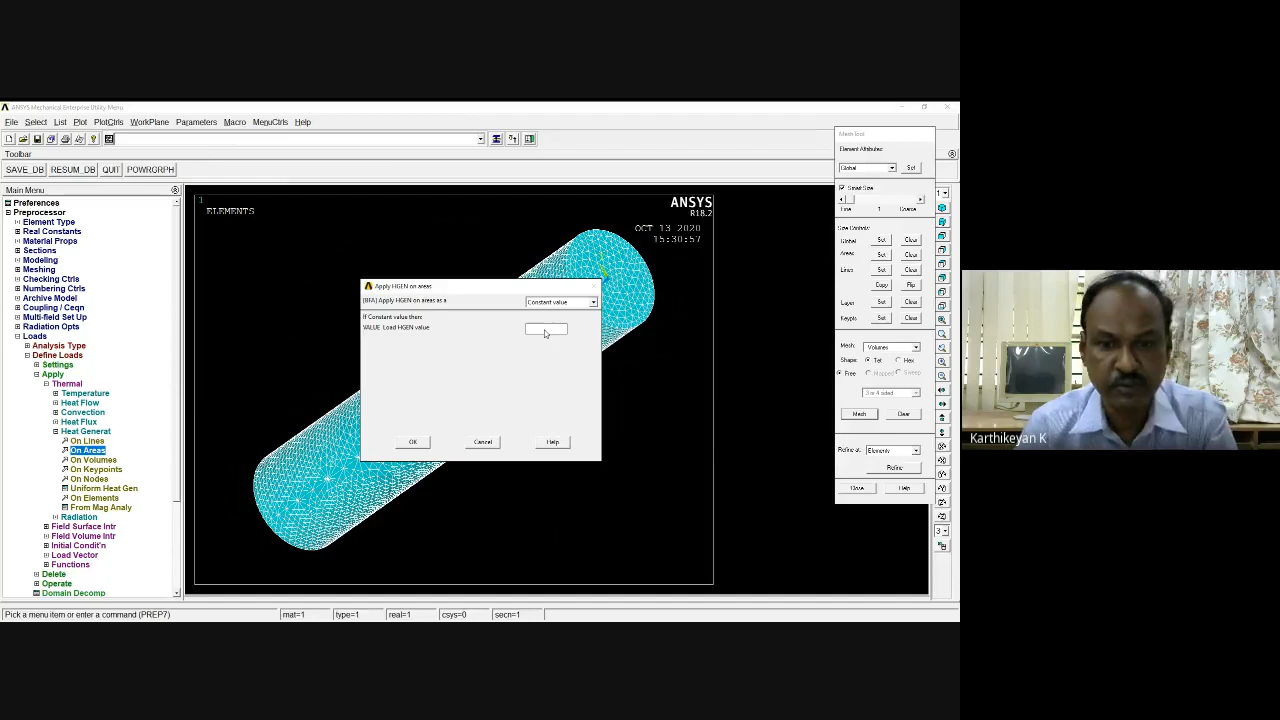 ANSYS Mechanical Enterprise Utility Menu
File Select List Plot PlotCtrls WorkPlane Parameters Macro MenuCtrls Help
Toolbar
SAVE_DB RESUM_DB QUIT POWRGRPH
Main Menu
Preferences
Preprocessor
Element Type
Real Constants
Material Props
Sections
Modeling
Meshing
Checking Ctrls
Numbering Ctrls
Archive Model
Coupling / Ceqn
Multi-field Set Up
Radiation Opts
Loads
Analysis Type
Define Loads
Settings
Apply
Thermal
Temperature
Heat Flow
Convection
Heat Flux
Heat Generat
On Lines
On Areas
On Volumes
On Keypoints
On Nodes
Uniform Heat Gen
On Elements
From Mag Analy
Radiation
Field Surface Intr
Field Volume Intr
Initial Condit'n
Load Vector
Functions
Delete
Operate
Domain Decomp
1
ELEMENTS
ANSYS
R18.2
OCT 13 2020
15:30:57
Apply HGEN on areas
[BFA] Apply HGEN on areas as a
Constant value
If Constant value then:
VALUE Load HGEN value
OK Cancel Help
MeshTool
Element Attributes:
Global Set
Smart Size
Fine 1 Coarse
Size Controls:
Global Set Clear
Areas Set Clear
Lines Set Clear
Copy Flip
Layer Set Clear
Keypts Set Clear
Mesh: Volumes
Shape: Tet Hex
Free Mapped Sweep
3 or 4 sided
Mesh Clear
Refine at: Elements
Refine
Close Help
1
3
Karthikeyan K
Pick a menu item or enter a command (PREP7)
mat=1 type=1 real=1 csys=0 secn=1